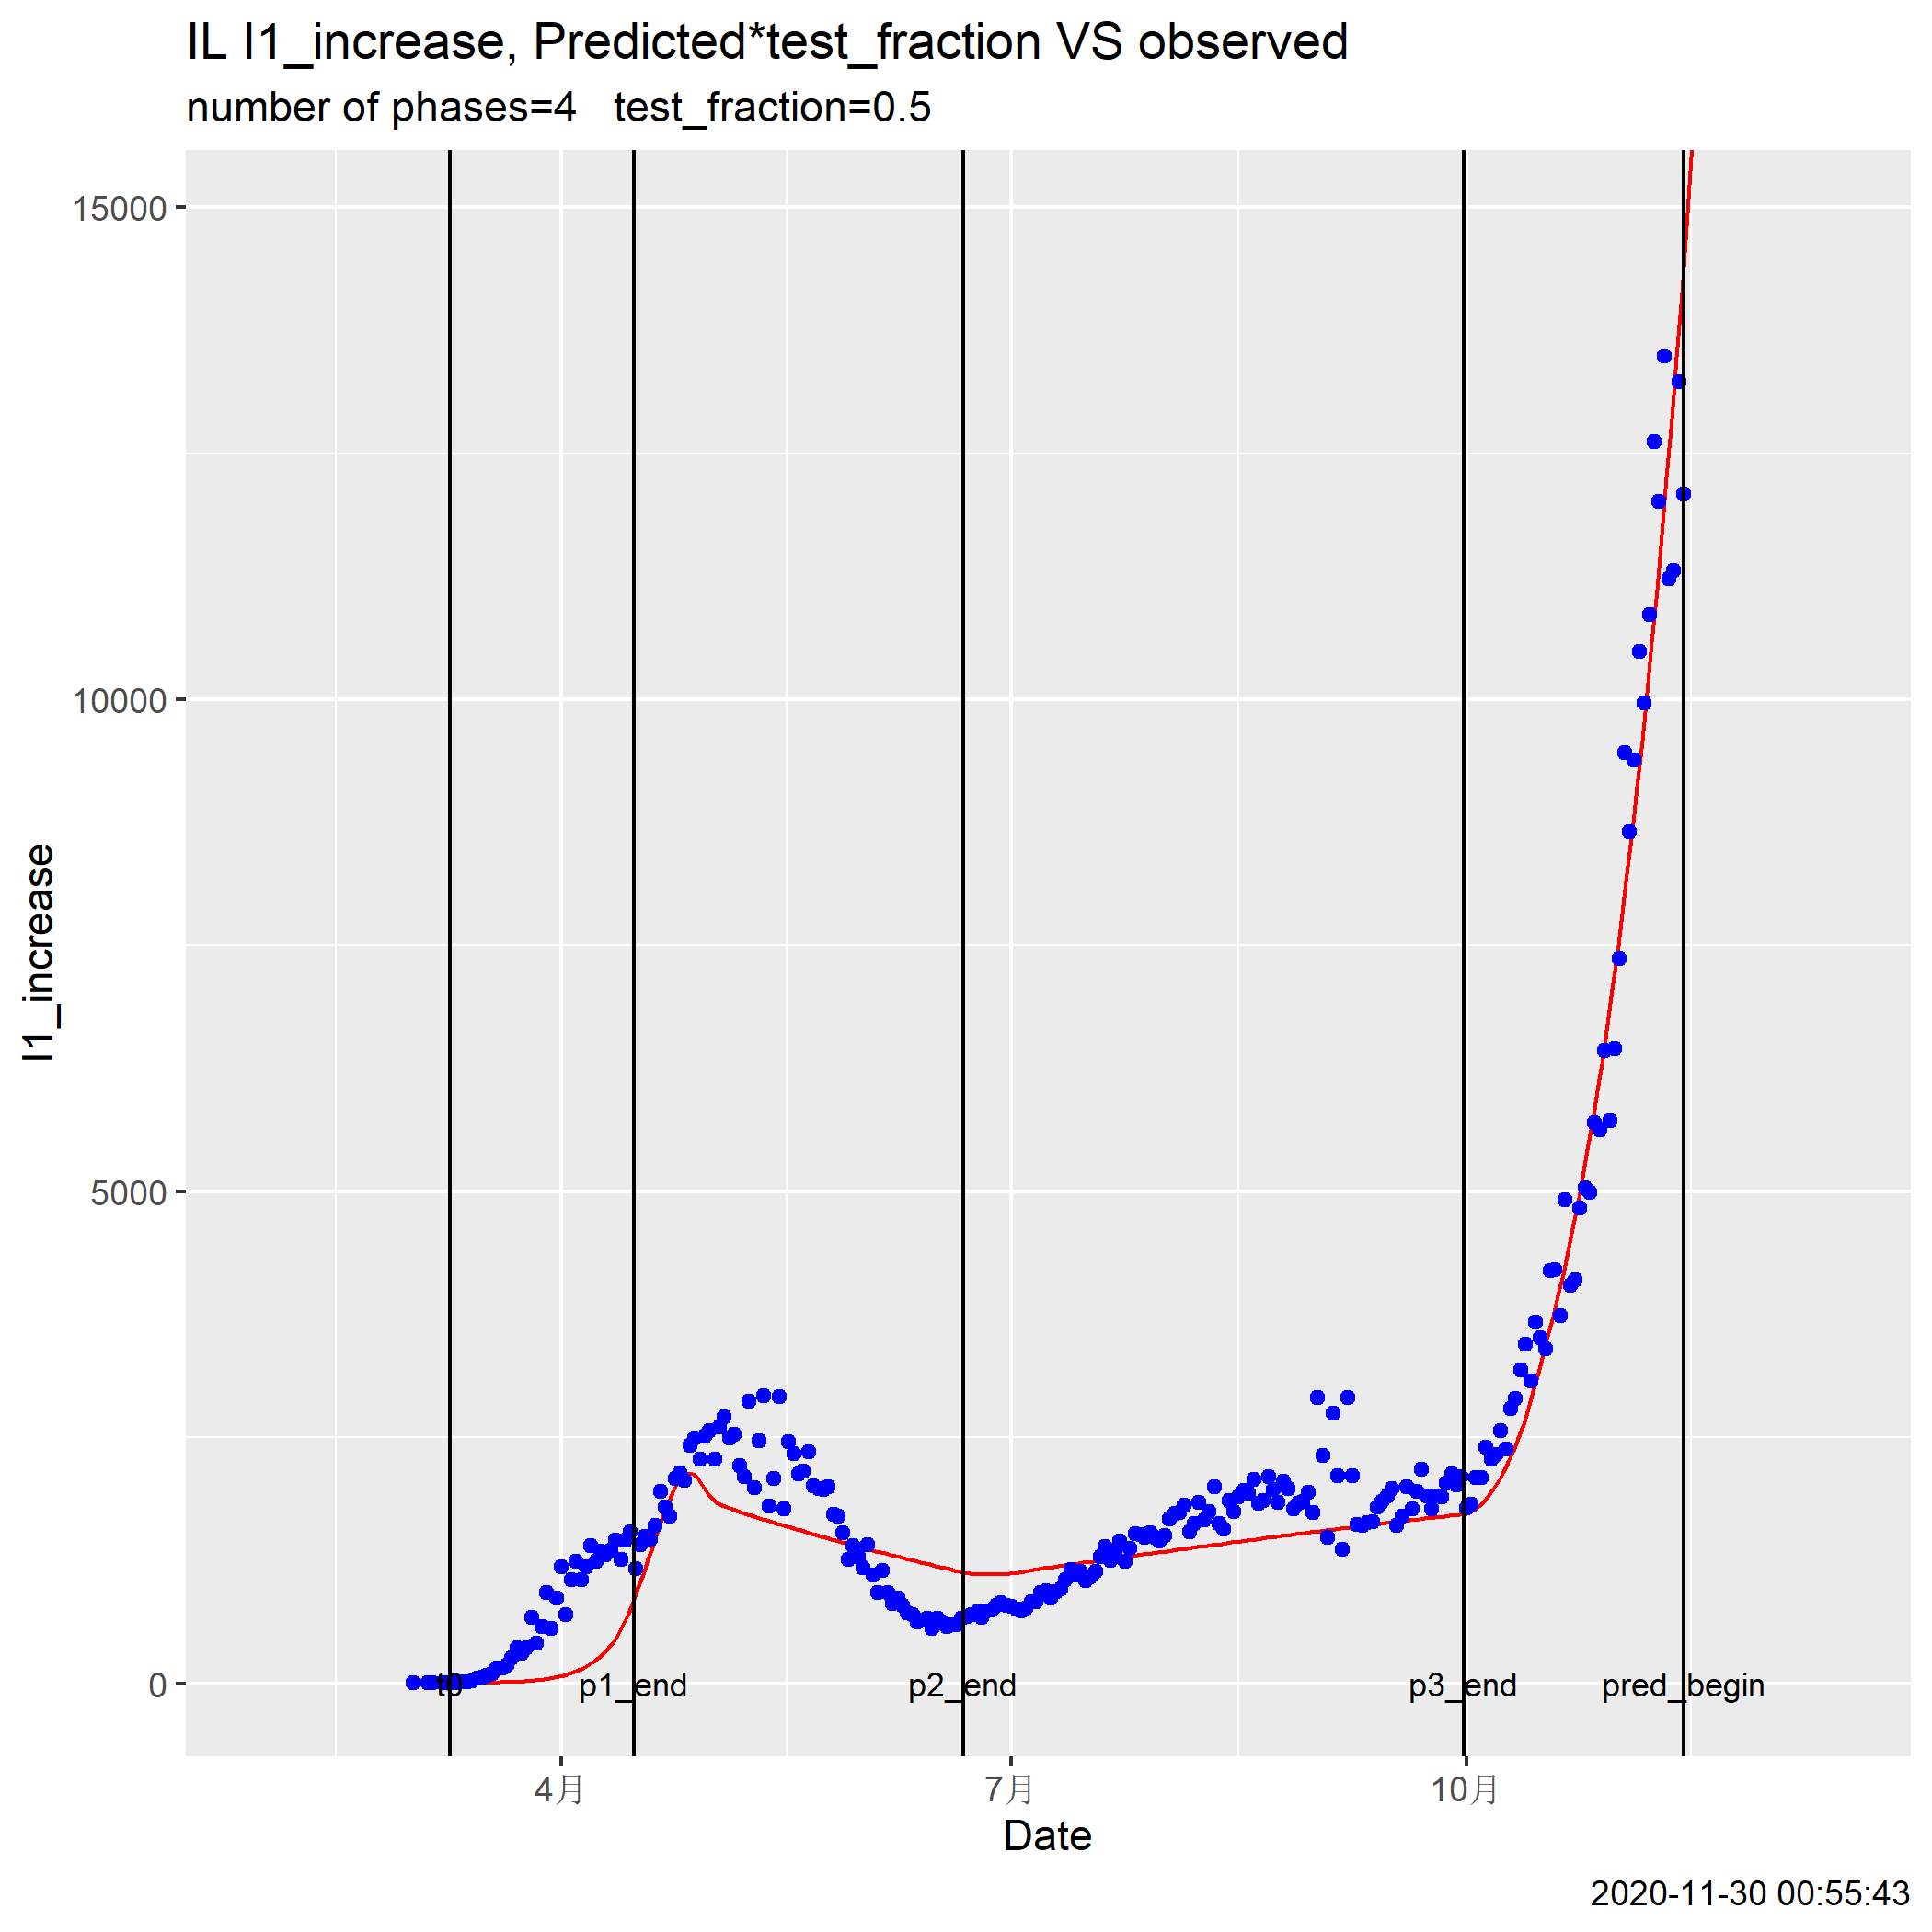 IL I1_increase, Predicted*test_fraction VS observed
number of phases=4   test_fraction=0.5
15000
10000
5000
0
I1_increase
t0
p1_end
p2_end
p3_end
pred_begin
4月
7月
10月
Date
2020-11-30 00:55:43